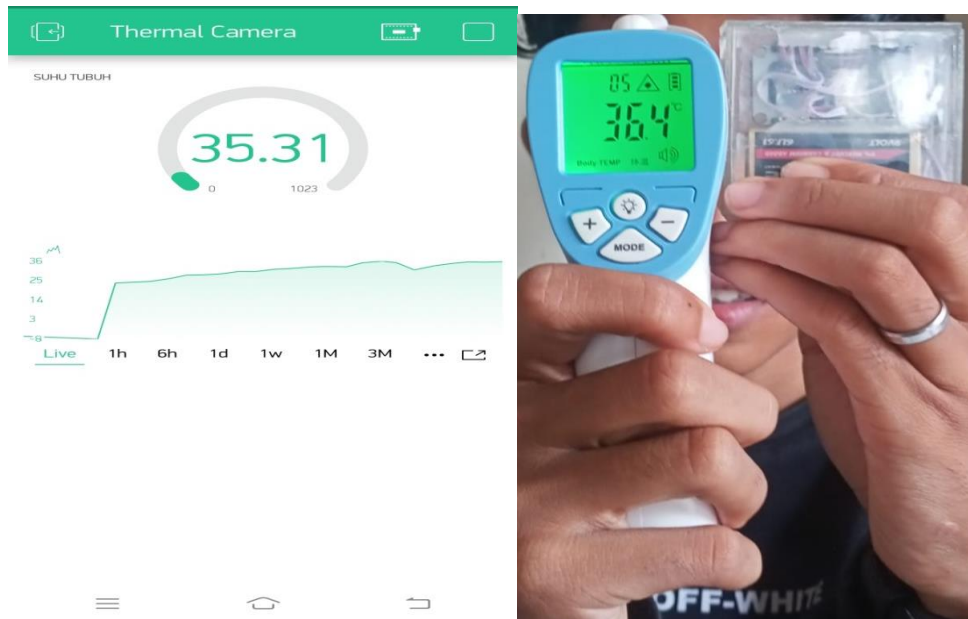 Thermal Camera
SUHU TUBUH
35.31
0 1023
36
25
14
3
-8
Live 1h 6h 1d 1w 1M 3M
05
36.4 °C
Body TEMP
+
-
MODE
OFF-WHITE